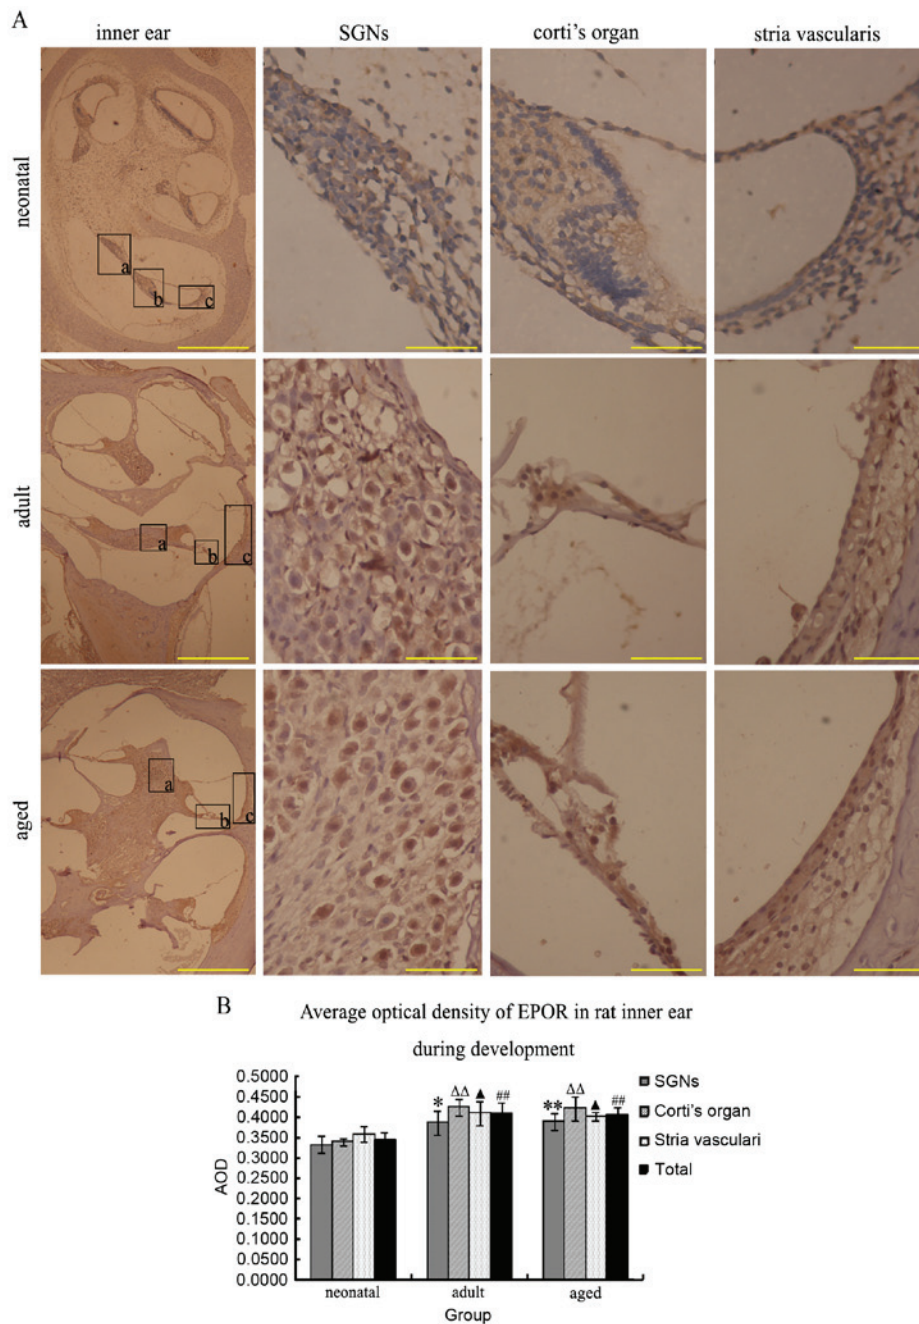 A
inner ear
SGNs
corti's organ
stria vascularis
neonatal
a
b
c
adult
a
b
c
aged
a
b
c
B
Average optical density of EPOR in rat inner ear
during development
AOD
0.5000
0.4500
0.4000
0.3500
0.3000
0.2500
0.2000
0.1500
0.1000
0.0500
0.0000
* ΔΔ ▲ ##
** ΔΔ ▲ ##
SGNs
Corti's organ
Stria vasculari
Total
neonatal
adult
aged
Group